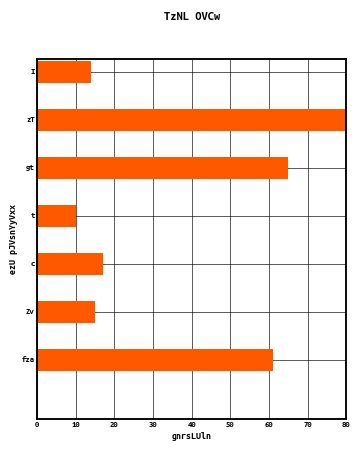 TzNL OVCw
I
zT
gt
t
c
Zv
fza
ezU pJVsnYyVxx
0 10 20 30 40 50 60 70 80
gnrsLUln